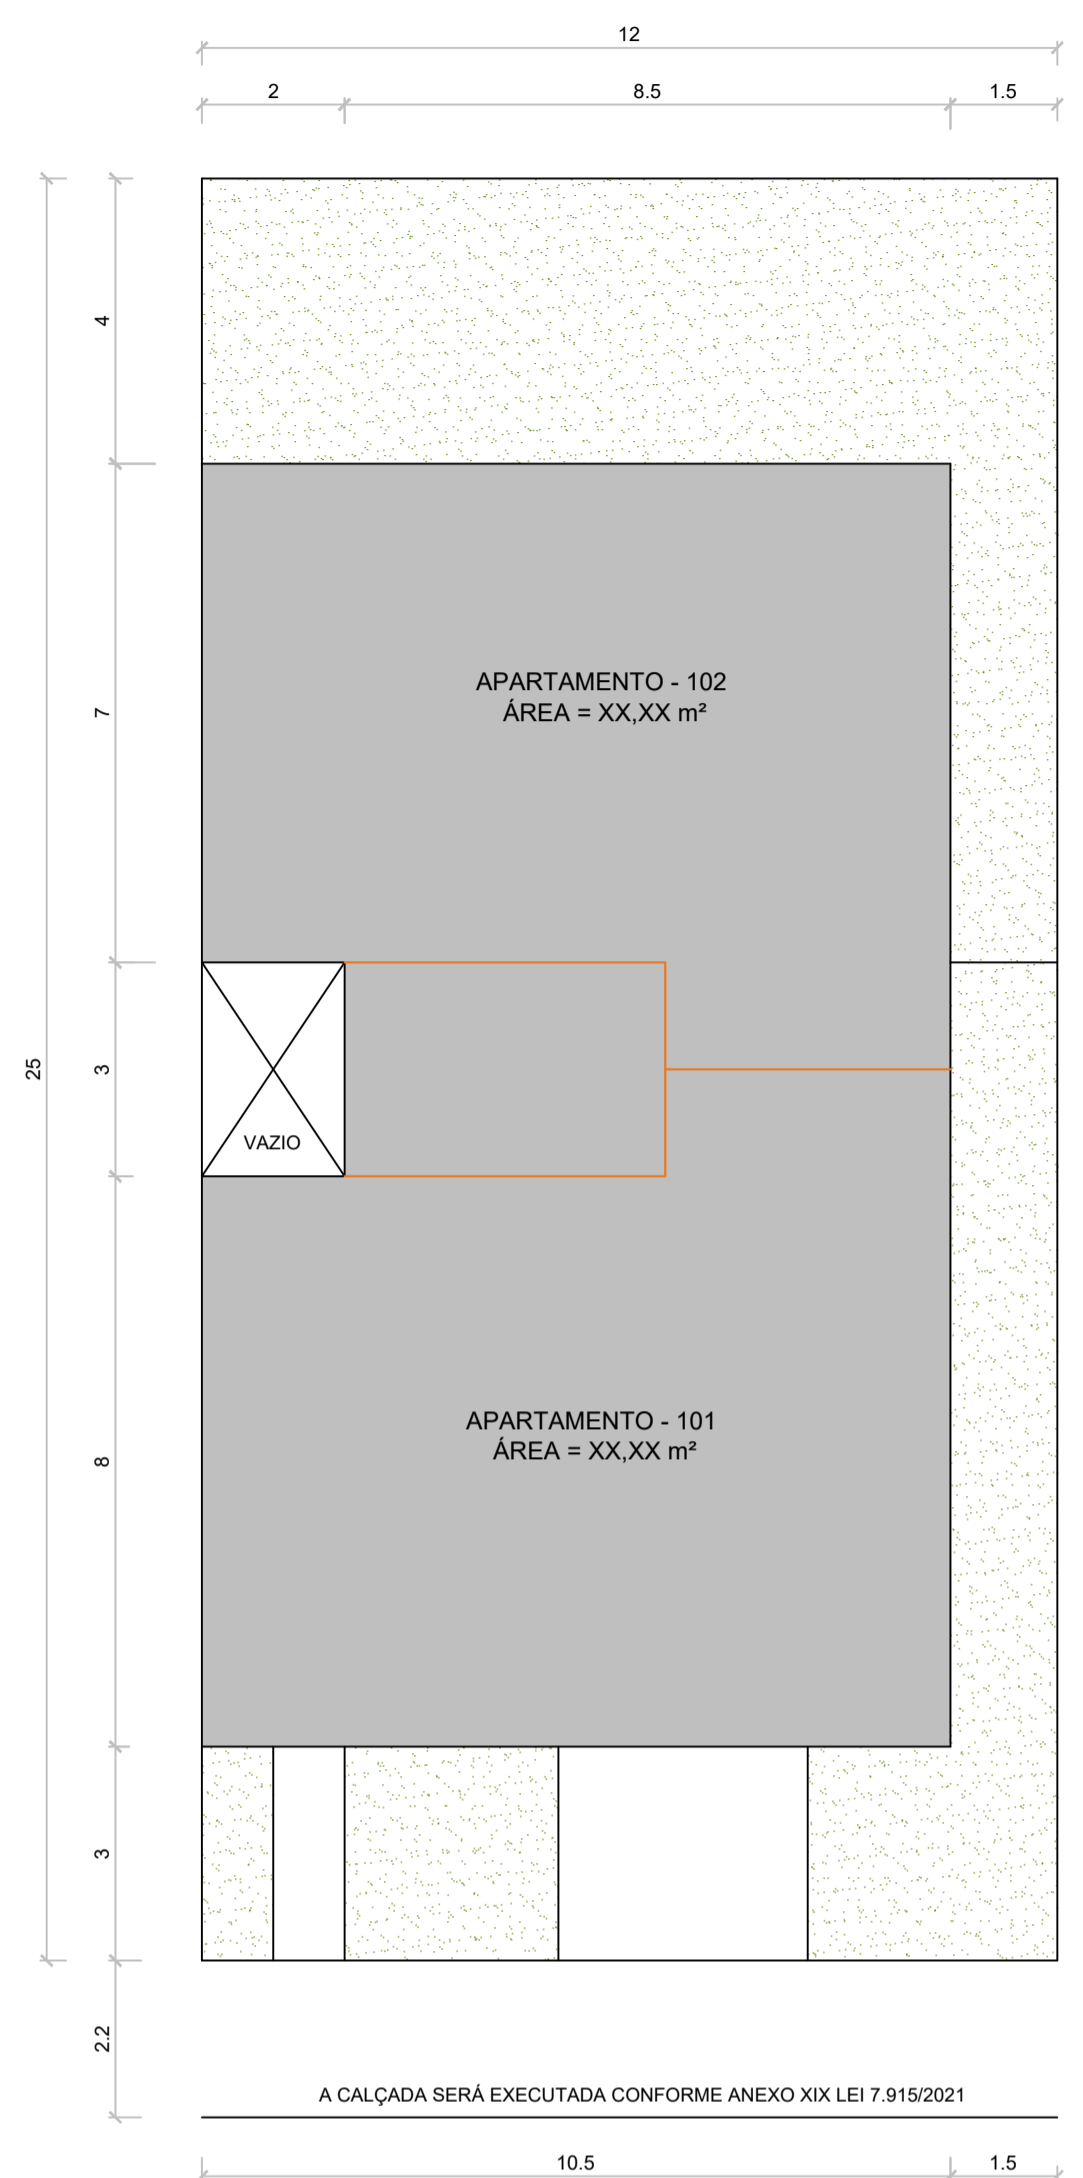 12
2
8.5
1.5
4
7
APARTAMENTO - 102
ÁREA = XX,XX m²
25
3
VAZIO
8
APARTAMENTO - 101
ÁREA = XX,XX m²
3
2.2
A CALÇADA SERÁ EXECUTADA CONFORME ANEXO XIX LEI 7.915/2021
10.5
1.5